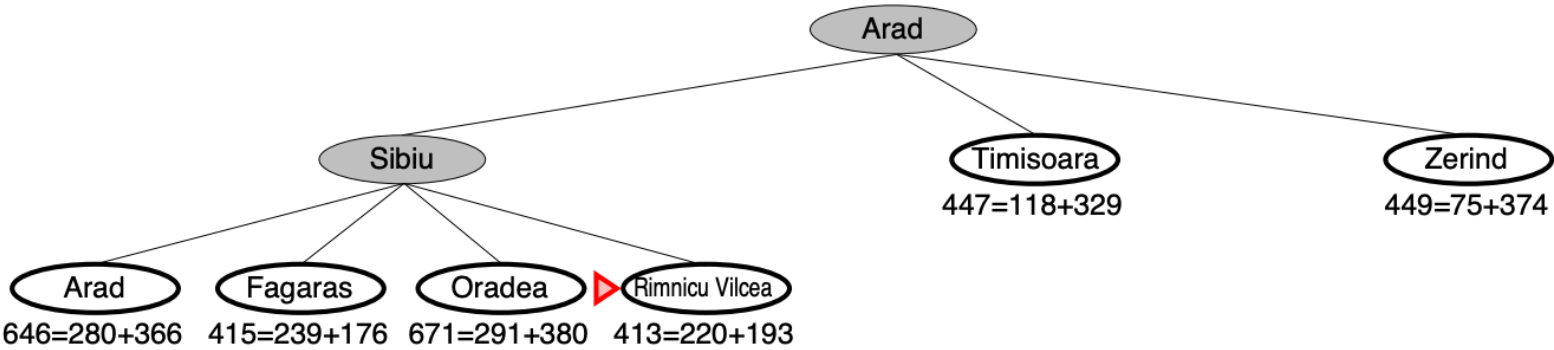 Arad
Sibiu
Timisoara
Zerind
447=118+329
449=75+374
Arad
Fagaras
Oradea
Rimnicu Vilcea
646=280+366
415=239+176
671=291+380
413=220+193